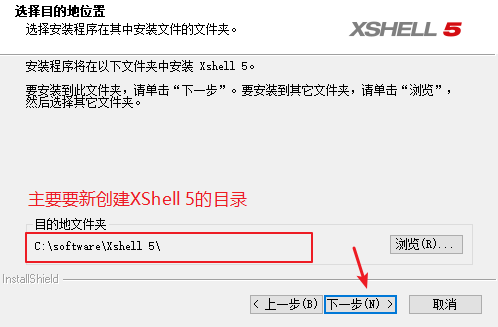 选择目的地位置
选择安装程序在其中安装文件的文件夹。
XSHELL 5
安装程序将在以下文件夹中安装 Xshell 5。
要安装到此文件夹，请单击“下一步”。要安装到其它文件夹，请单击“浏览”，
然后选择其它文件夹。
主要要新创建XShell 5的目录
目的地文件夹
C:\software\Xshell 5\
浏览(R)...
InstallShield
< 上一步(B)
下一步(N) >
取消